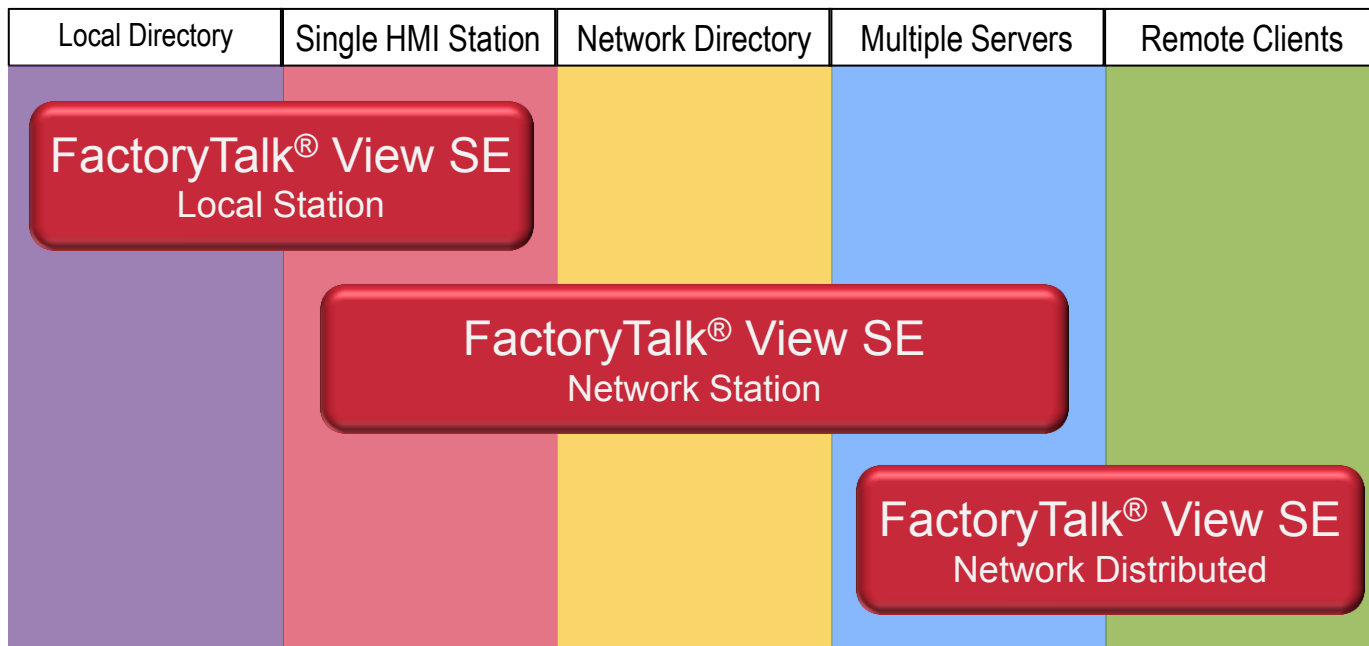 Local Directory
Single HMI Station
Network Directory
Multiple Servers
Remote Clients
FactoryTalk® View SE
Local Station
FactoryTalk® View SE
Network Station
FactoryTalk® View SE
Network Distributed